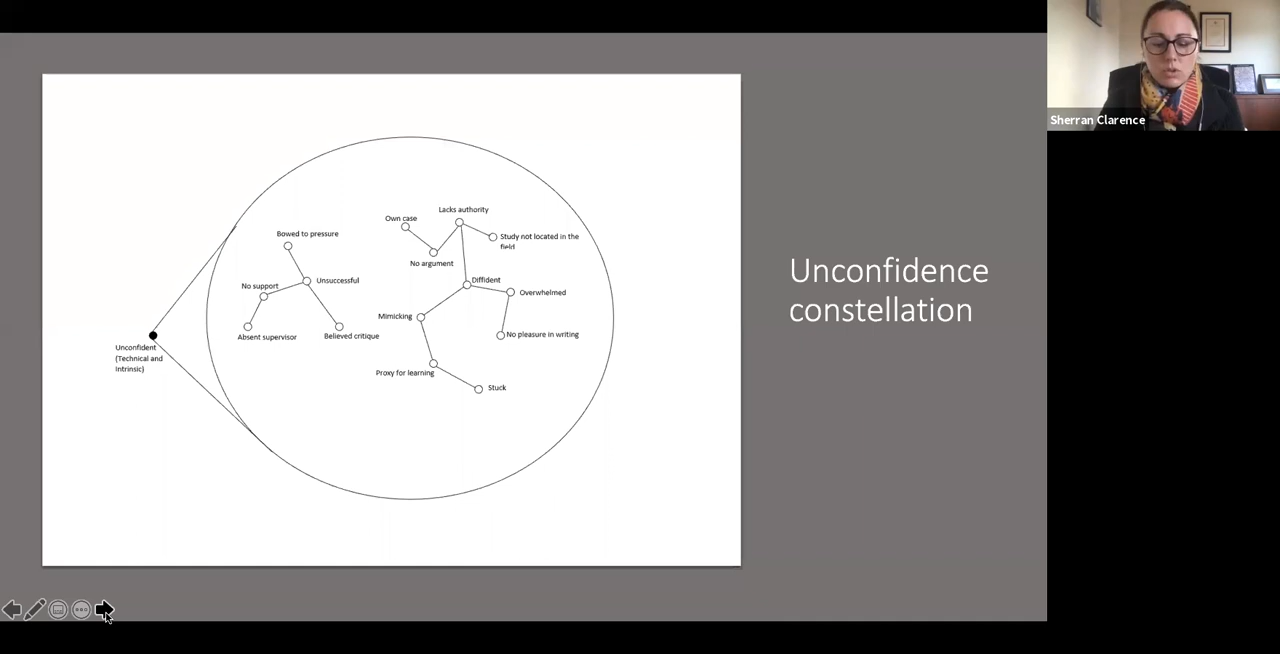 Sherran Clarence
Unconfidence
constellation
Own case
Lacks authority
Study not located in the
field
No argument
Bowed to pressure
Unsuccessful
No support
Absent supervisor
Believed critique
Diffident
Overwhelmed
Mimicking
No pleasure in writing
Proxy for learning
Stuck
Unconfident
(Technical and
Intrinsic)